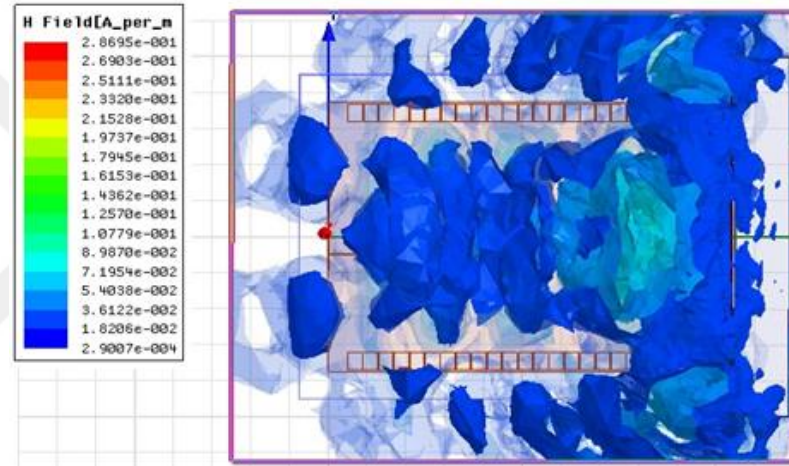 H Field[A_per_m
2.8695e-001
2.6903e-001
2.5111e-001
2.3320e-001
2.1528e-001
1.9737e-001
1.7945e-001
1.6153e-001
1.4362e-001
1.2570e-001
1.0779e-001
8.9870e-002
7.1954e-002
5.4038e-002
3.6122e-002
1.8206e-002
2.9007e-004